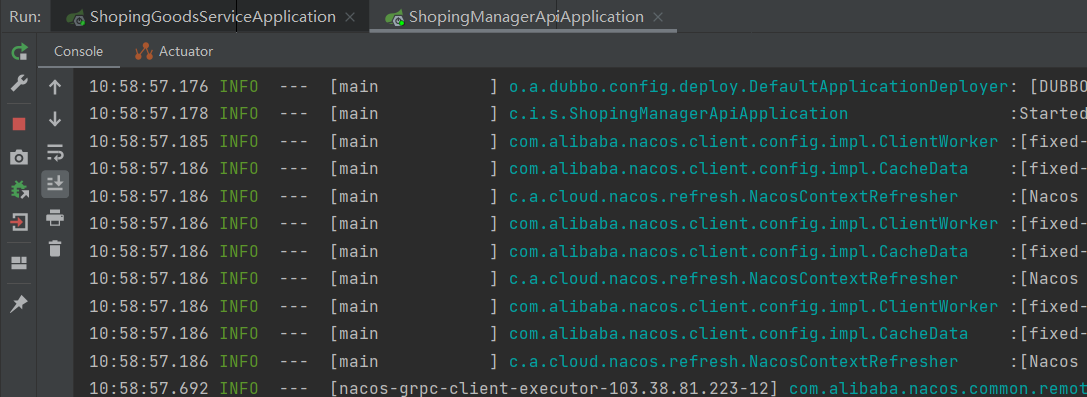 Run: ShopingGoodsServiceApplication × ShopingManagerApiApplication ×
Console Actuator
10:58:57.176 INFO --- [main ] o.a.dubbo.config.deploy.DefaultApplicationDeployer: [DUBBO
10:58:57.178 INFO --- [main ] c.i.s.ShopingManagerApiApplication :Started
10:58:57.185 INFO --- [main ] com.alibaba.nacos.client.config.impl.ClientWorker :[fixed-
10:58:57.186 INFO --- [main ] com.alibaba.nacos.client.config.impl.CacheData :[fixed-
10:58:57.186 INFO --- [main ] c.a.cloud.nacos.refresh.NacosContextRefresher :[Nacos
10:58:57.186 INFO --- [main ] com.alibaba.nacos.client.config.impl.ClientWorker :[fixed-
10:58:57.186 INFO --- [main ] com.alibaba.nacos.client.config.impl.CacheData :[fixed-
10:58:57.186 INFO --- [main ] c.a.cloud.nacos.refresh.NacosContextRefresher :[Nacos
10:58:57.186 INFO --- [main ] com.alibaba.nacos.client.config.impl.ClientWorker :[fixed-
10:58:57.186 INFO --- [main ] com.alibaba.nacos.client.config.impl.CacheData :[fixed-
10:58:57.186 INFO --- [main ] c.a.cloud.nacos.refresh.NacosContextRefresher :[Nacos
10:58:57.692 INFO --- [nacos-grpc-client-executor-103.38.81.223-12] com.alibaba.nacos.common.remot